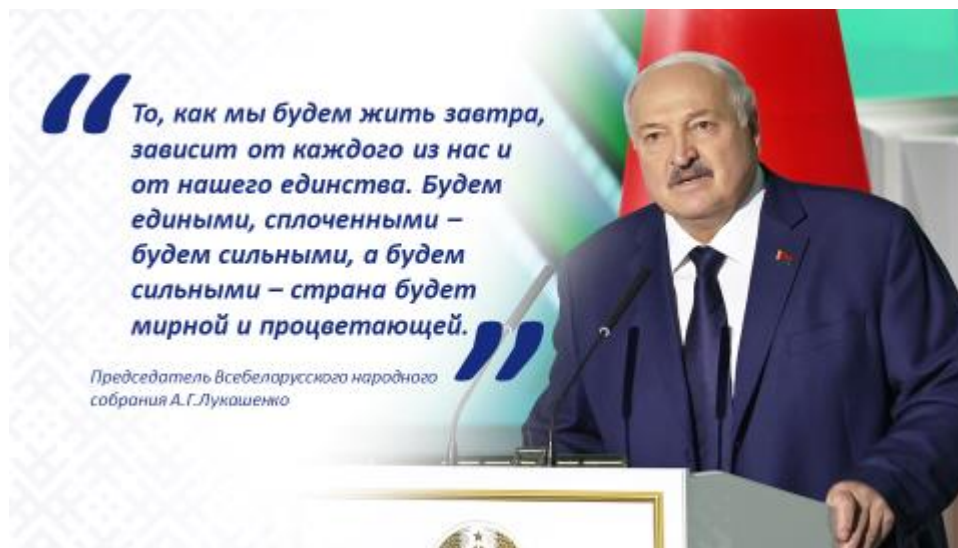 “То, как мы будем жить завтра,
зависит от каждого из нас и
от нашего единства. Будем
едиными, сплоченными –
будем сильными, а будем
сильными – страна будет
мирной и процветающей.”
Председатель Всебелорусского народного
собрания А.Г.Лукашенко